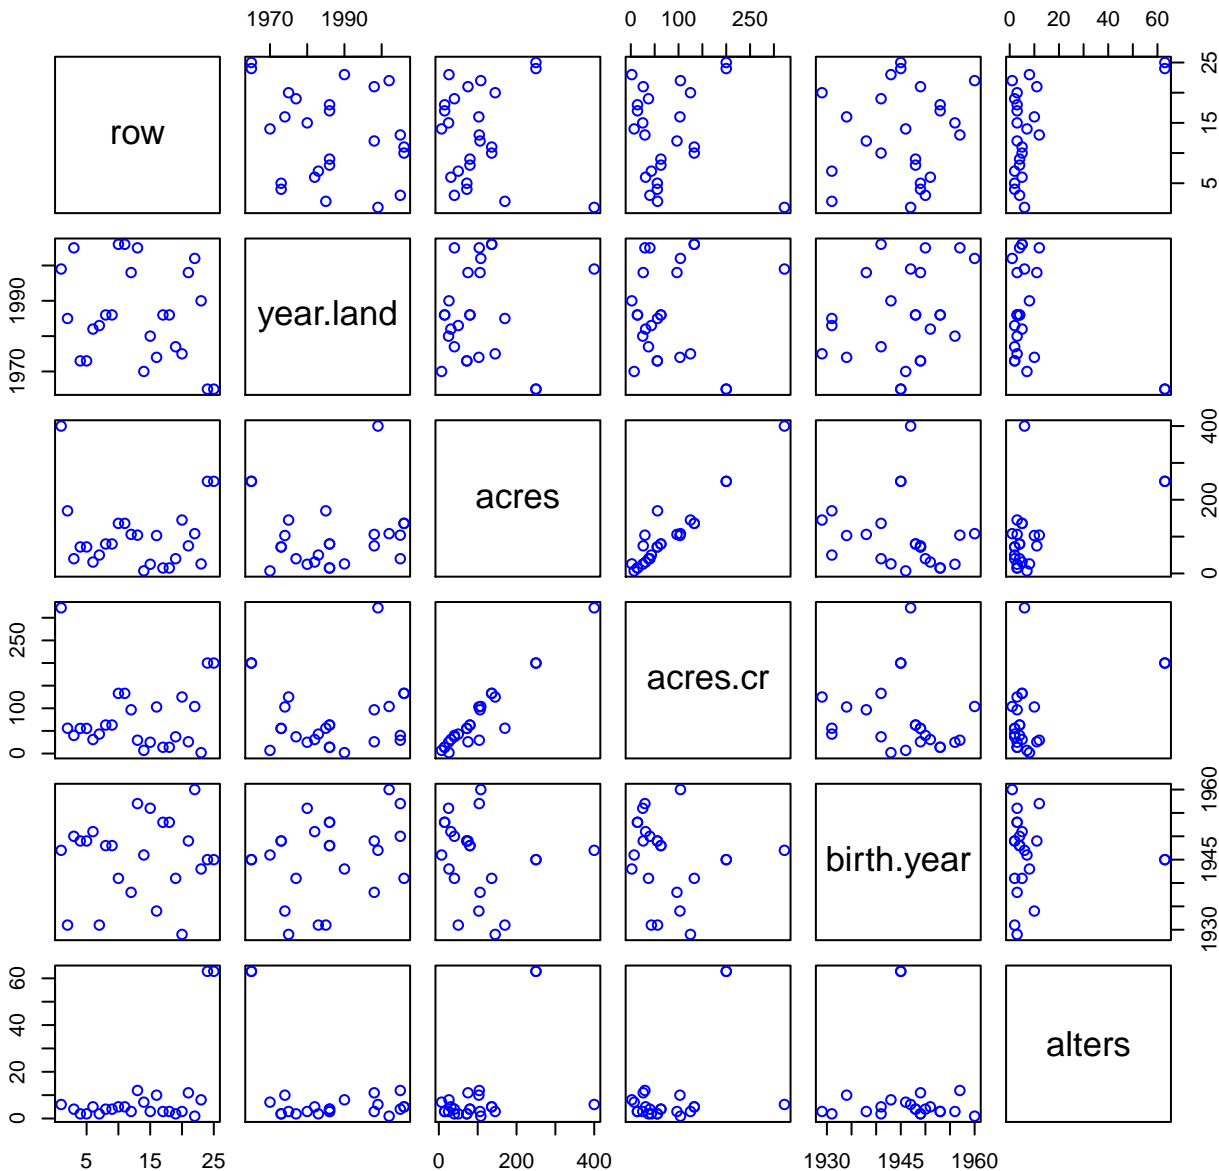 1970 1990 0 100 250 0 20 40 60
row 5 15 25
1970 1990 year.land
acres 0 200 400
0 100 250 acres.cr
birth.year 1930 1945 1960
0 20 40 60 alters
5 15 25 0 200 400 1930 1945 1960